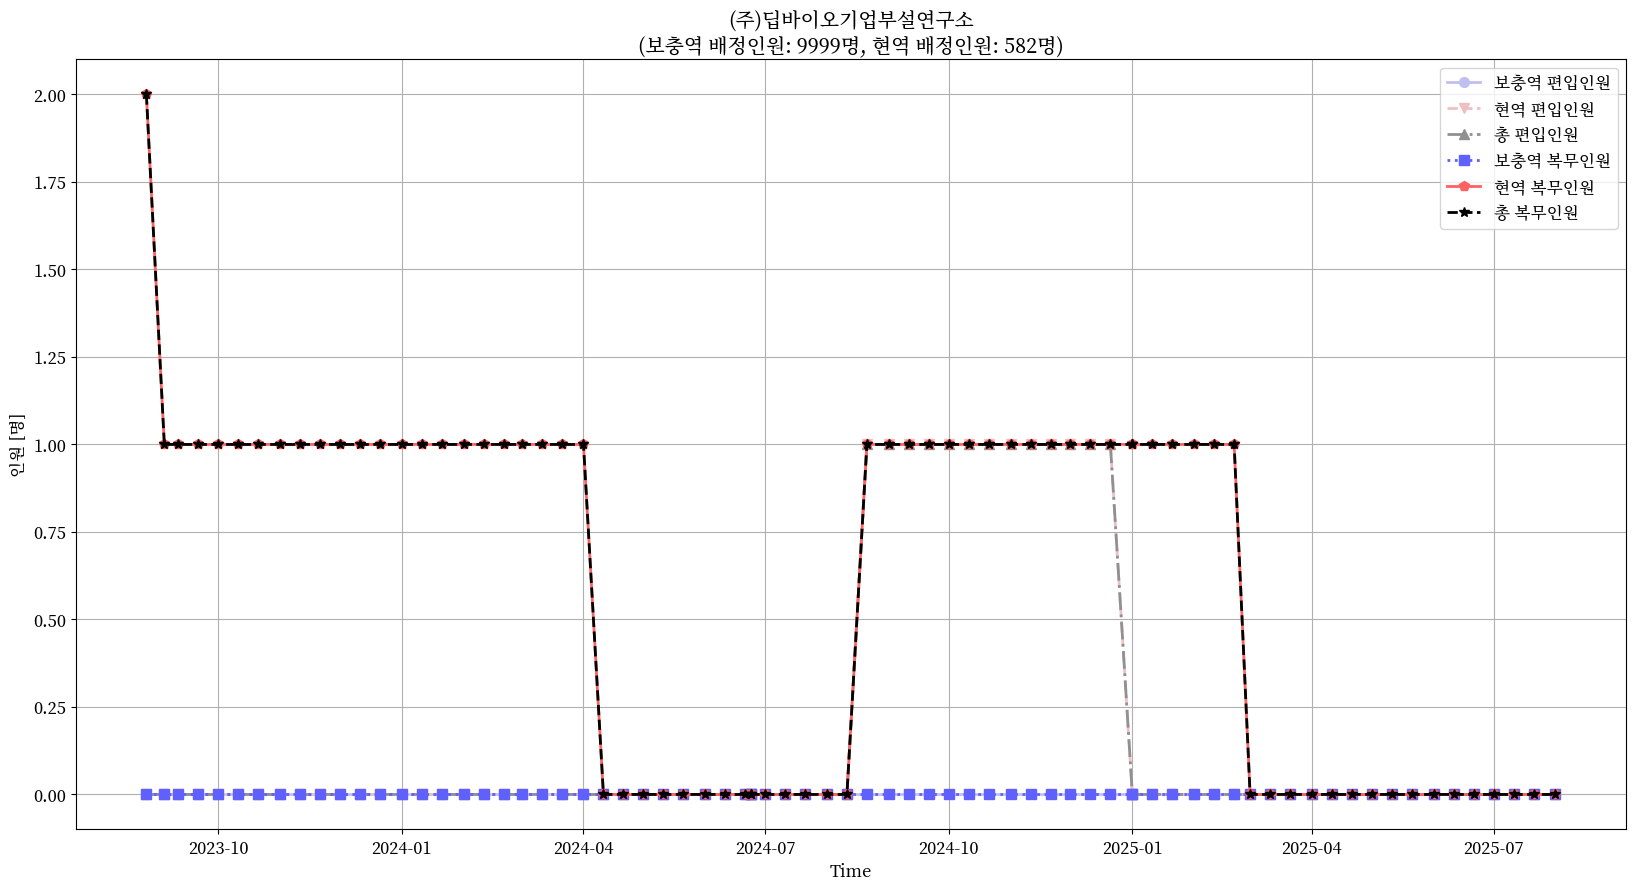 (주)딥바이오기업부설연구소
(보충역 배정인원: 9999명, 현역 배정인원: 582명)
보충역 편입인원
현역 편입인원
총 편입인원
보충역 복무인원
현역 복무인원
총 복무인원
인원 [명]
2.00
1.75
1.50
1.25
1.00
0.75
0.50
0.25
0.00
2023-10
2024-01
2024-04
2024-07
2024-10
2025-01
2025-04
2025-07
Time